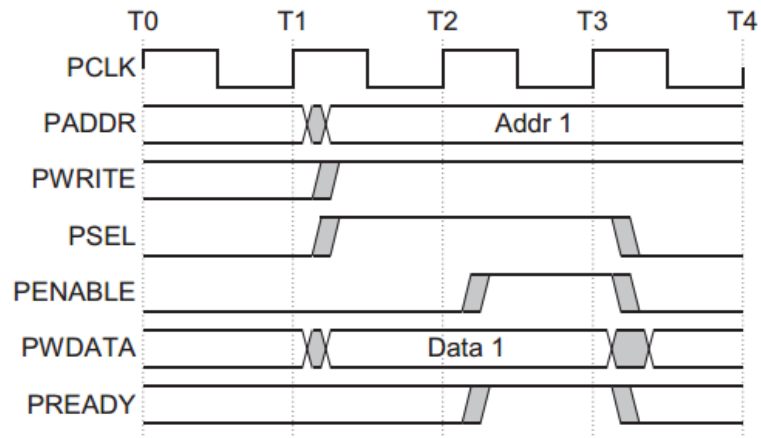 T0 T1 T2 T3 T4
PCLK
PADDR Addr 1
PWRITE
PSEL
PENABLE
PWDATA Data 1
PREADY